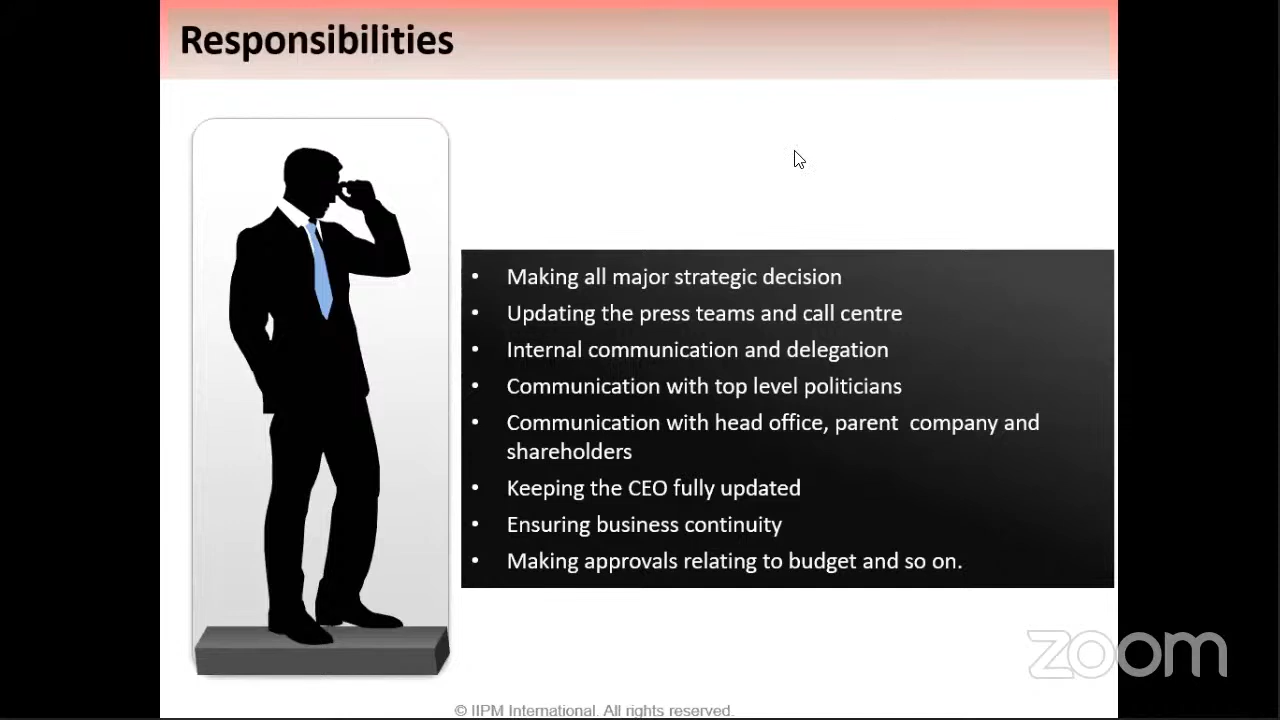 Responsibilities
• Making all major strategic decision
• Updating the press teams and call centre
• Internal communication and delegation
• Communication with top level politicians
• Communication with head office, parent company and
shareholders
• Keeping the CEO fully updated
• Ensuring business continuity
• Making approvals relating to budget and so on.
zoom
© IIPM International. All rights reserved.